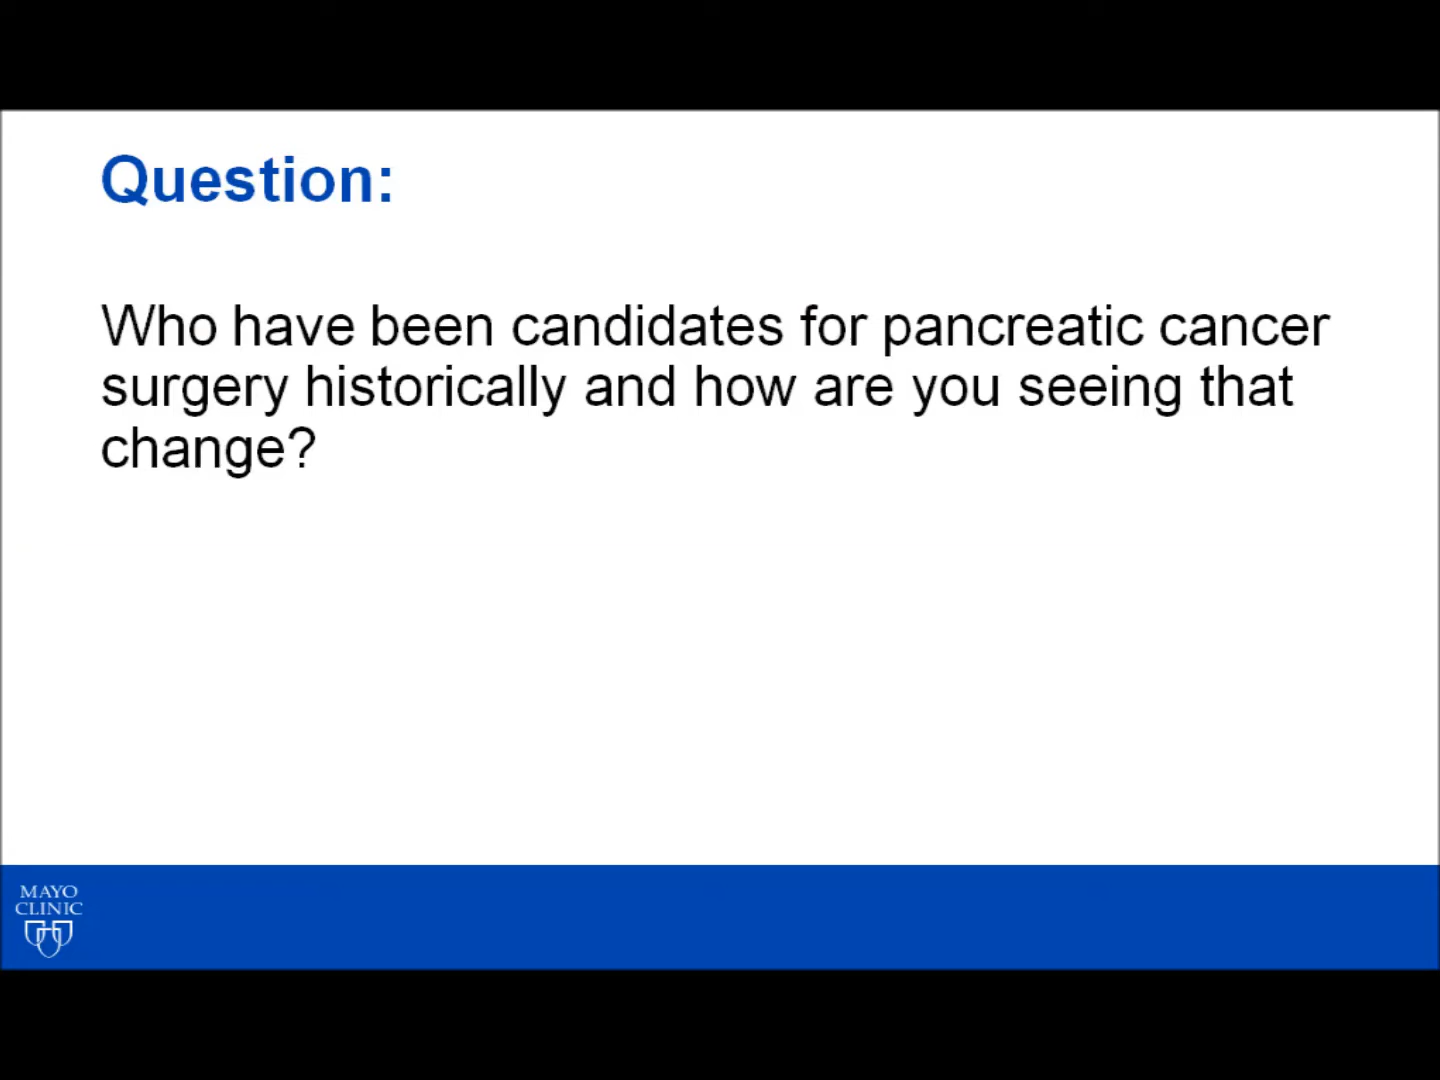 Question:
Who have been candidates for pancreatic cancer
surgery historically and how are you seeing that
change?
MAYO
CLINIC